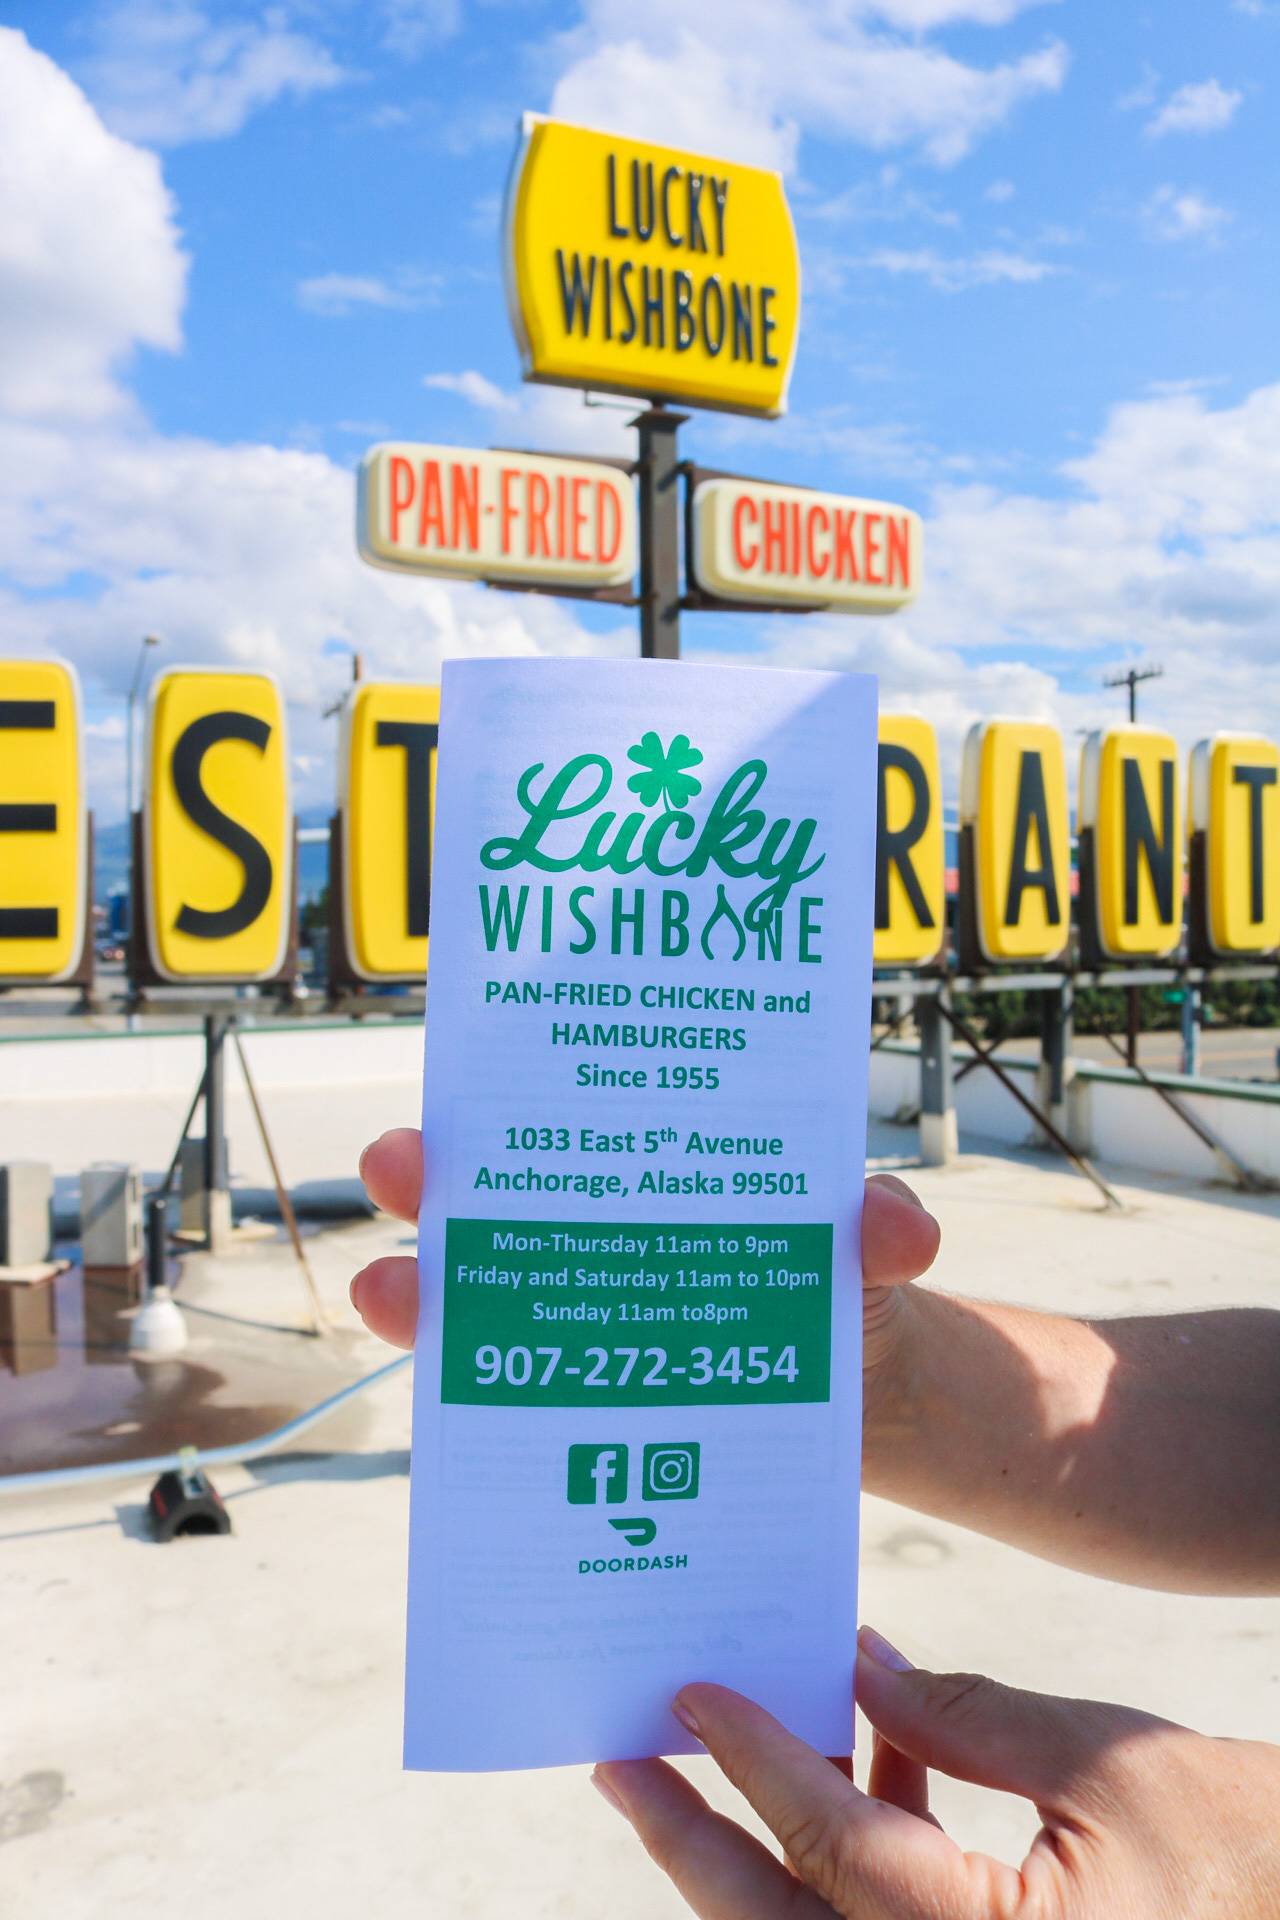 LUCKY
WISHBONE
PAN-FRIED CHICKEN
EST RANT
Lucky
WISHBONE
PAN-FRIED CHICKEN and
HAMBURGERS
Since 1955
1033 East 5th Avenue
Anchorage, Alaska 99501
Mon-Thursday 11am to 9pm
Friday and Saturday 11am to 10pm
Sunday 11am to8pm
907-272-3454
DOORDASH